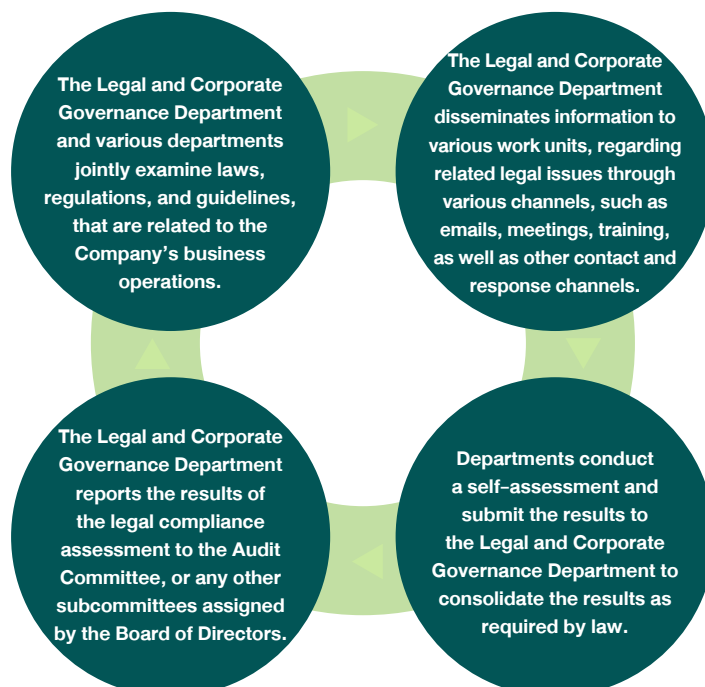 The Legal and Corporate
Governance Department
and various departments
jointly examine laws,
regulations, and guidelines,
that are related to the
Company’s business
operations.
The Legal and Corporate
Governance Department
disseminates information to
various work units, regarding
related legal issues through
various channels, such as
emails, meetings, training,
as well as other contact and
response channels.
The Legal and Corporate
Governance Department
reports the results of
the legal compliance
assessment to the Audit
Committee, or any other
subcommittees assigned
by the Board of Directors.
Departments conduct
a self-assessment and
submit the results to
the Legal and Corporate
Governance Department to
consolidate the results as
required by law.